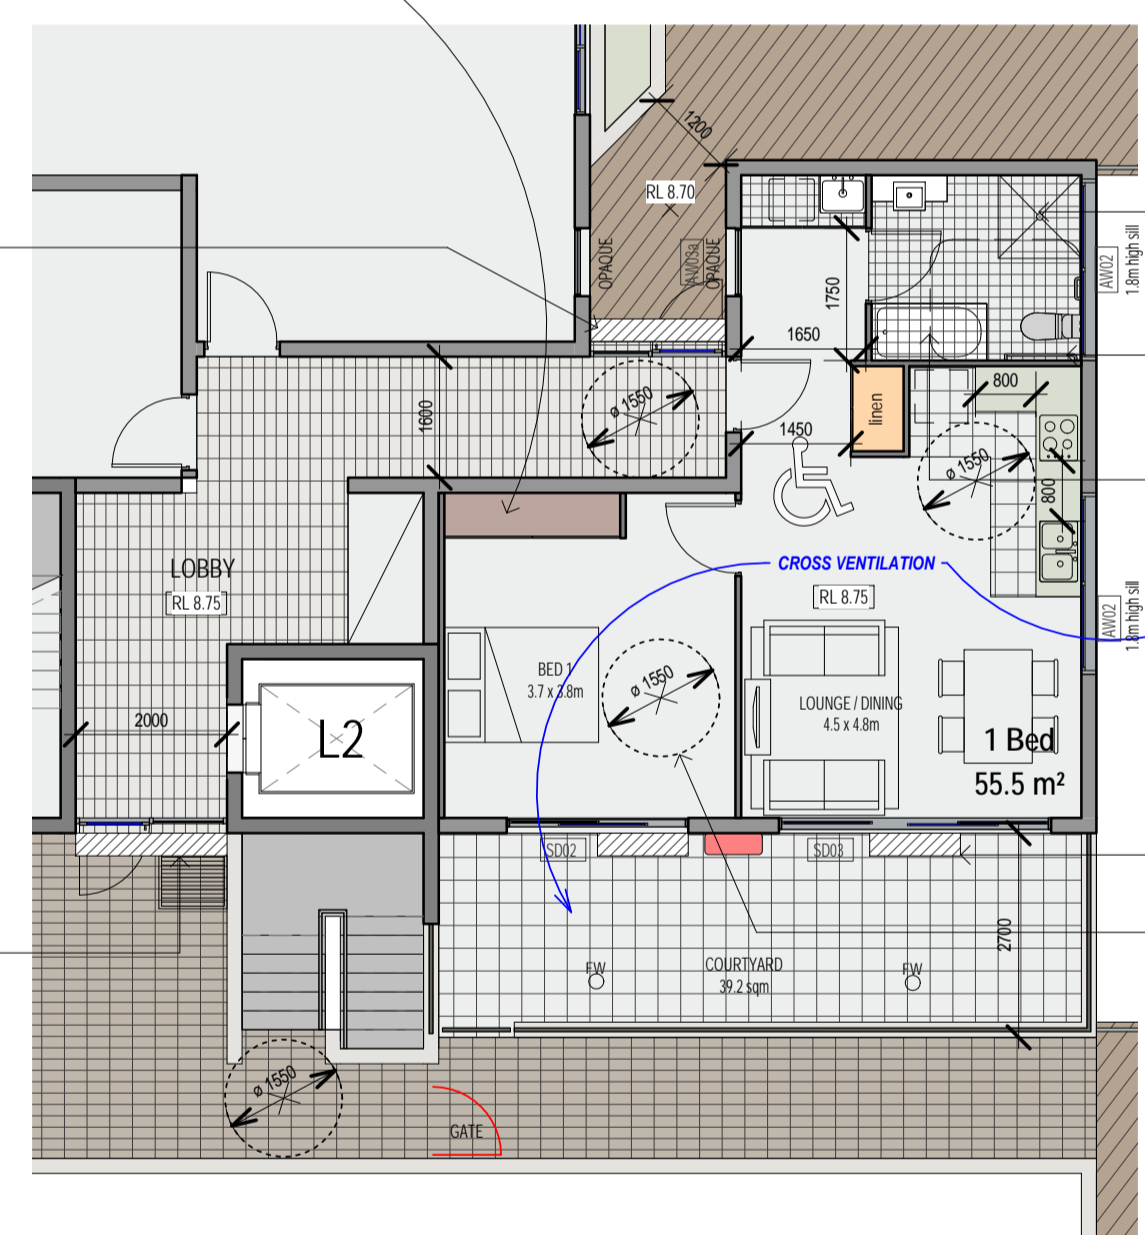 1200
RL 8.70
OPAQUE
AW03a
OPAQUE
AW02
1.8m high sill
1750
1650
800
linen
ø 1550
1600
1450
ø 1550
800
CROSS VENTILATION
LOBBY
RL 8.75
RL 8.75
AW02
1.8m high sill
BED 1
3.7 x 3.8m
ø 1550
LOUNGE / DINING
4.5 x 4.8m
2000
L2
1 Bed
55.5 m²
SD02
SD03
2700
FW
COURTYARD
39.2 sqm
FW
ø 1550
GATE